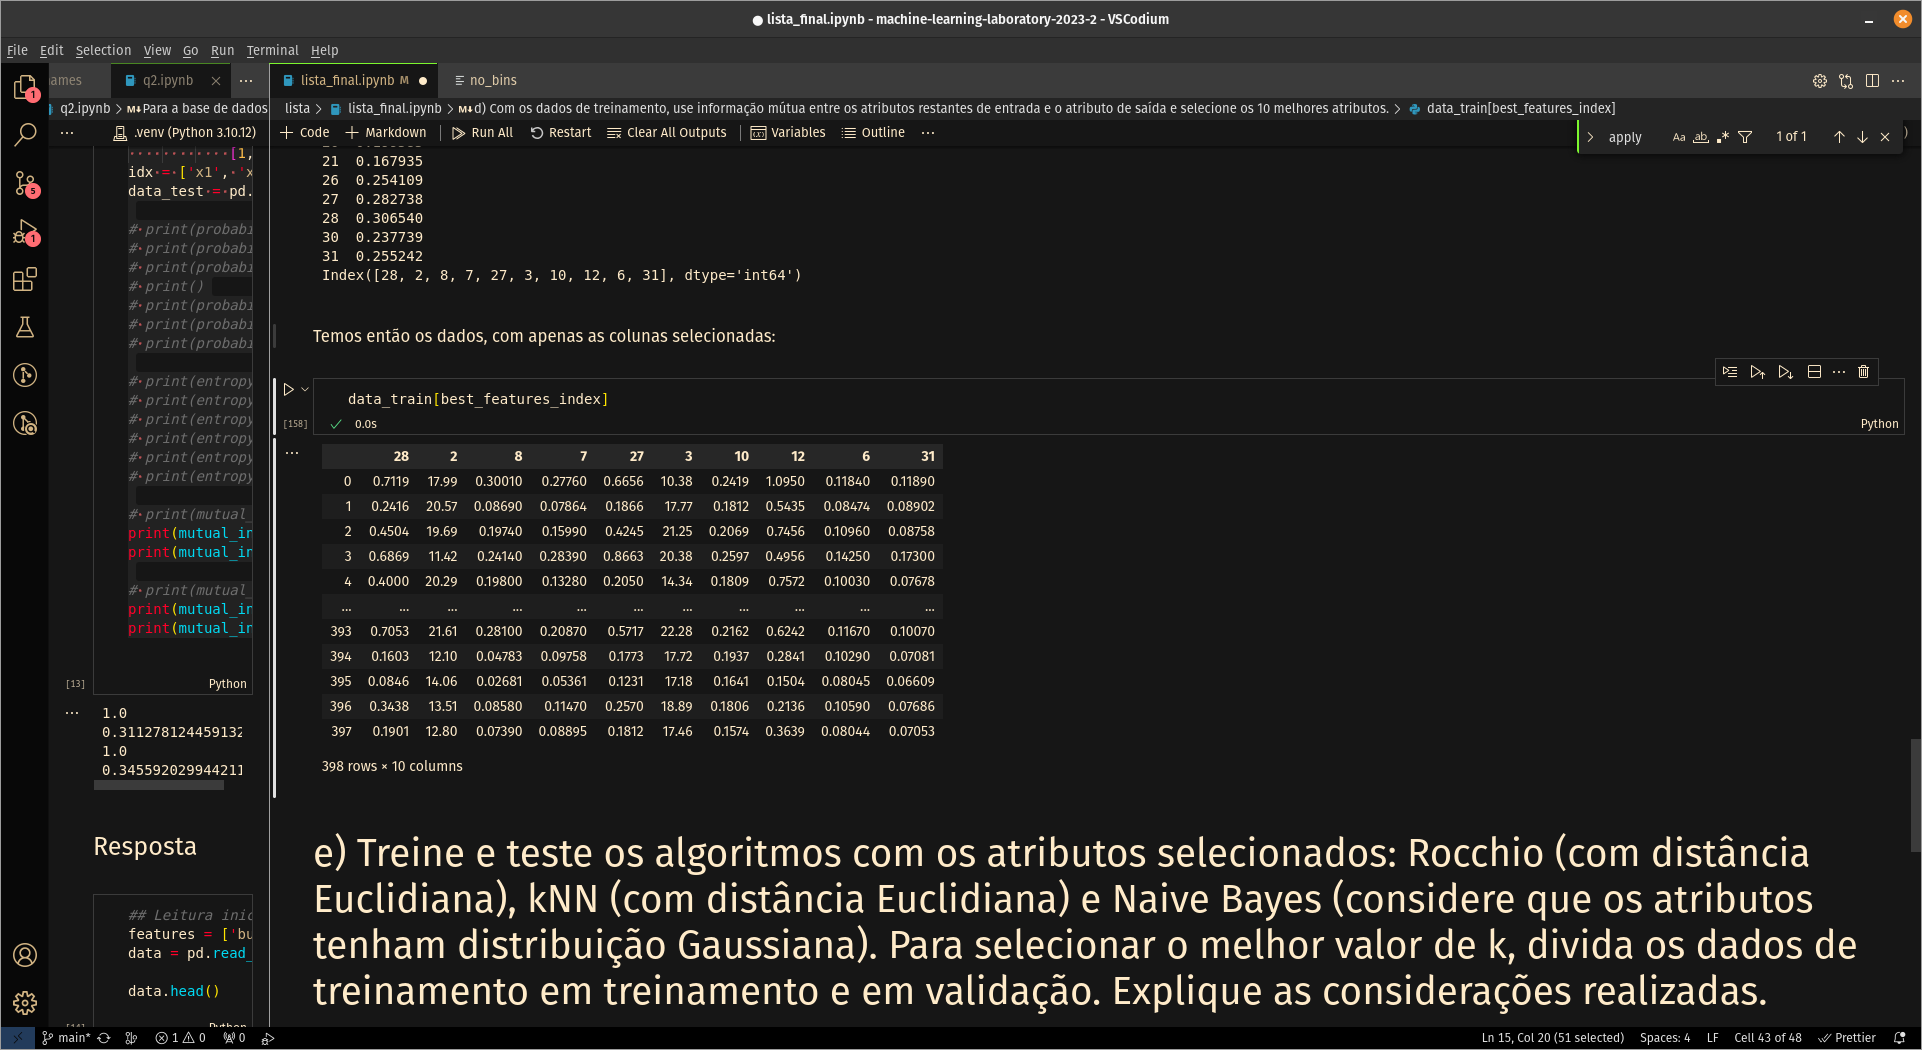 lista_final.ipynb - machine-learning-laboratory-2023-2 - VSCodium
File Edit Selection View Go Run Terminal Help
ames
q2.ipynb
lista_final.ipynb M
no_bins
q2.ipynb > Para a base de dados
lista > lista_final.ipynb > d) Com os dados de treinamento, use informação mútua entre os atributos restantes de entrada e o atributo de saída e selecione os 10 melhores atributos. > data_train[best_features_index]
.venv (Python 3.10.12)
+ Code + Markdown Run All Restart Clear All Outputs Variables Outline ...
apply
1 of 1
[1,
idx = ['x1', 'x
data_test = pd.
# print(probabi
# print(probabi
# print(probabi
# print()
# print(probabi
# print(probabi
# print(probabi
# print(entropy
# print(entropy
# print(entropy
# print(entropy
# print(entropy
# print(entropy
# print(mutual_
print(mutual_in
print(mutual_in
# print(mutual_
print(mutual_in
print(mutual_in
[13]
Python
1.0
0.311278124459132
1.0
0.345592029944211
Resposta
## Leitura inic
features = ['bu
data = pd.read_
data.head()
21 0.167935
26 0.254109
27 0.282738
28 0.306540
30 0.237739
31 0.255242
Index([28, 2, 8, 7, 27, 3, 10, 12, 6, 31], dtype='int64')
Temos então os dados, com apenas as colunas selecionadas:
data_train[best_features_index]
[158]
0.0s
Python
28 2 8 7 27 3 10 12 6 31
0 0.7119 17.99 0.30010 0.27760 0.6656 10.38 0.2419 1.0950 0.11840 0.11890
1 0.2416 20.57 0.08690 0.07864 0.1866 17.77 0.1812 0.5435 0.08474 0.08902
2 0.4504 19.69 0.19740 0.15990 0.4245 21.25 0.2069 0.7456 0.10960 0.08758
3 0.6869 11.42 0.24140 0.28390 0.8663 20.38 0.2597 0.4956 0.14250 0.17300
4 0.4000 20.29 0.19800 0.13280 0.2050 14.34 0.1809 0.7572 0.10030 0.07678
... ... ... ... ... ... ... ... ... ... ...
393 0.7053 21.61 0.28100 0.20870 0.5717 22.28 0.2162 0.6242 0.11670 0.10070
394 0.1603 12.10 0.04783 0.09758 0.1773 17.72 0.1937 0.2841 0.10290 0.07081
395 0.0846 14.06 0.02681 0.05361 0.1231 17.18 0.1641 0.1504 0.08045 0.06609
396 0.3438 13.51 0.08580 0.11470 0.2570 18.89 0.1806 0.2136 0.10590 0.07686
397 0.1901 12.80 0.07390 0.08895 0.1812 17.46 0.1574 0.3639 0.08044 0.07053
398 rows × 10 columns
e) Treine e teste os algoritmos com os atributos selecionados: Rocchio (com distância
Euclidiana), kNN (com distância Euclidiana) e Naive Bayes (considere que os atributos
tenham distribuição Gaussiana). Para selecionar o melhor valor de k, divida os dados de
treinamento em treinamento e em validação. Explique as considerações realizadas.
main* 1 0 0
Ln 15, Col 20 (51 selected) Spaces: 4 LF Cell 43 of 48 Prettier